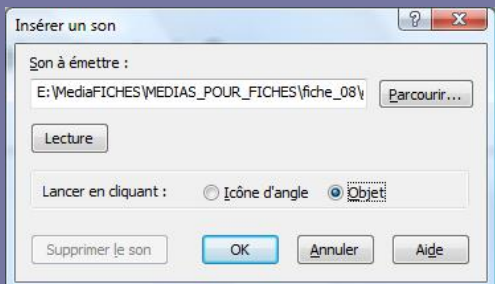 Insérer un son
Son à émettre :
E:\MediaFICHES\MEDIAS_POUR_FICHES\fiche_08\
Parcourir...
Lecture
Lancer en cliquant :
Icône d'angle
Objet
Supprimer le son
OK
Annuler
Aide